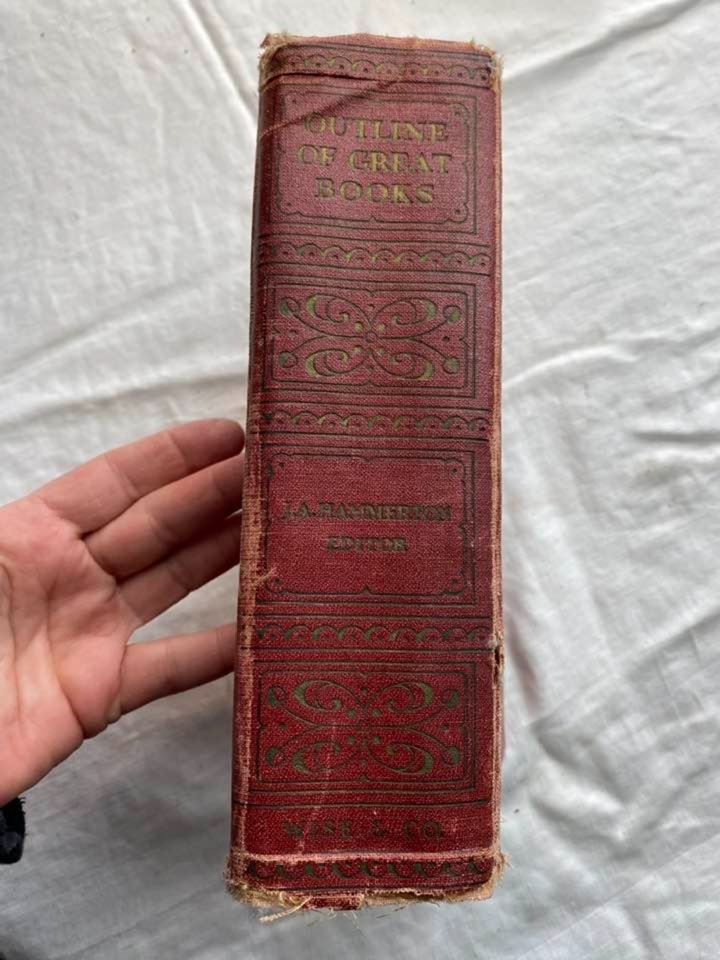 OUTLINE
OF GREAT
BOOKS
J.A. HAMMERTON
EDITOR
WISE & CO.